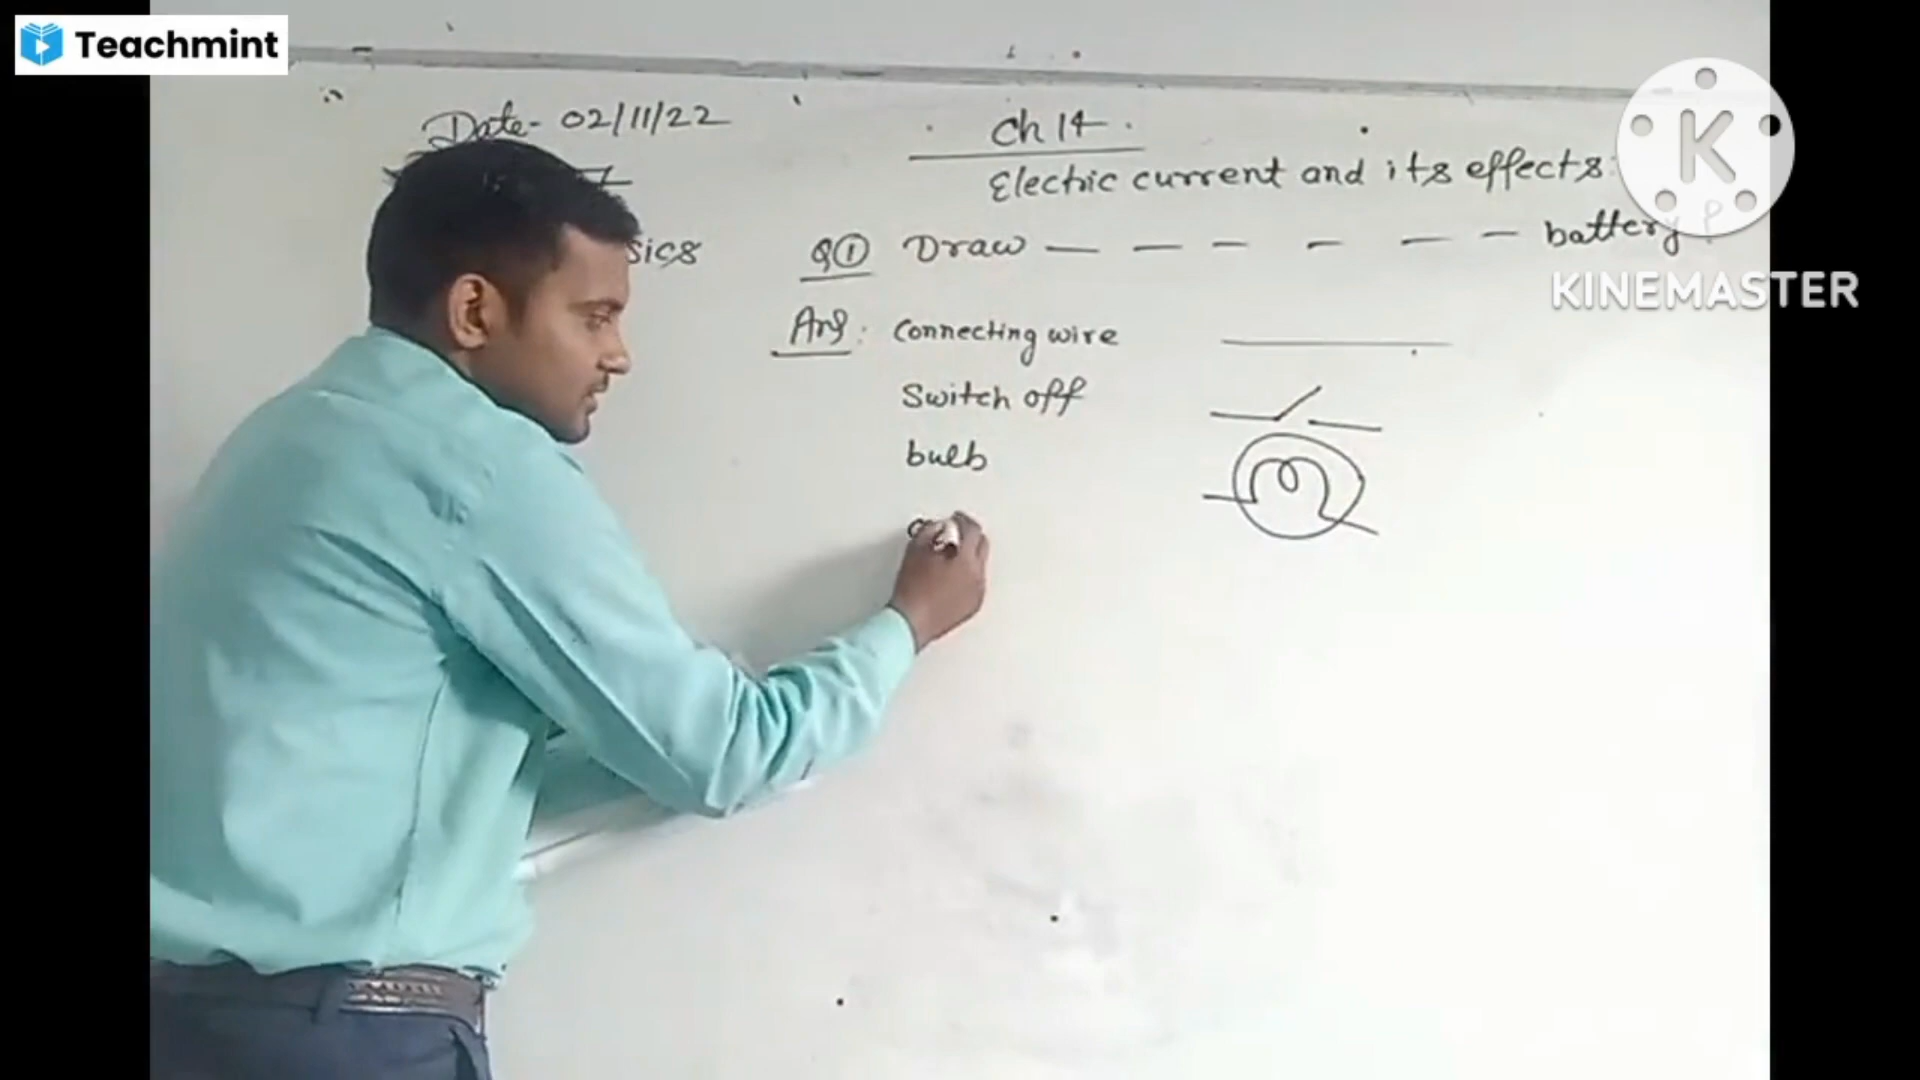 Teachmint
Date- 02/11/22
Ch 14
Electric current and its effects:
sics
Q① Draw — — — — — — battery ?
Ans: Connecting wire
Switch off
bulb
K
KINEMASTER